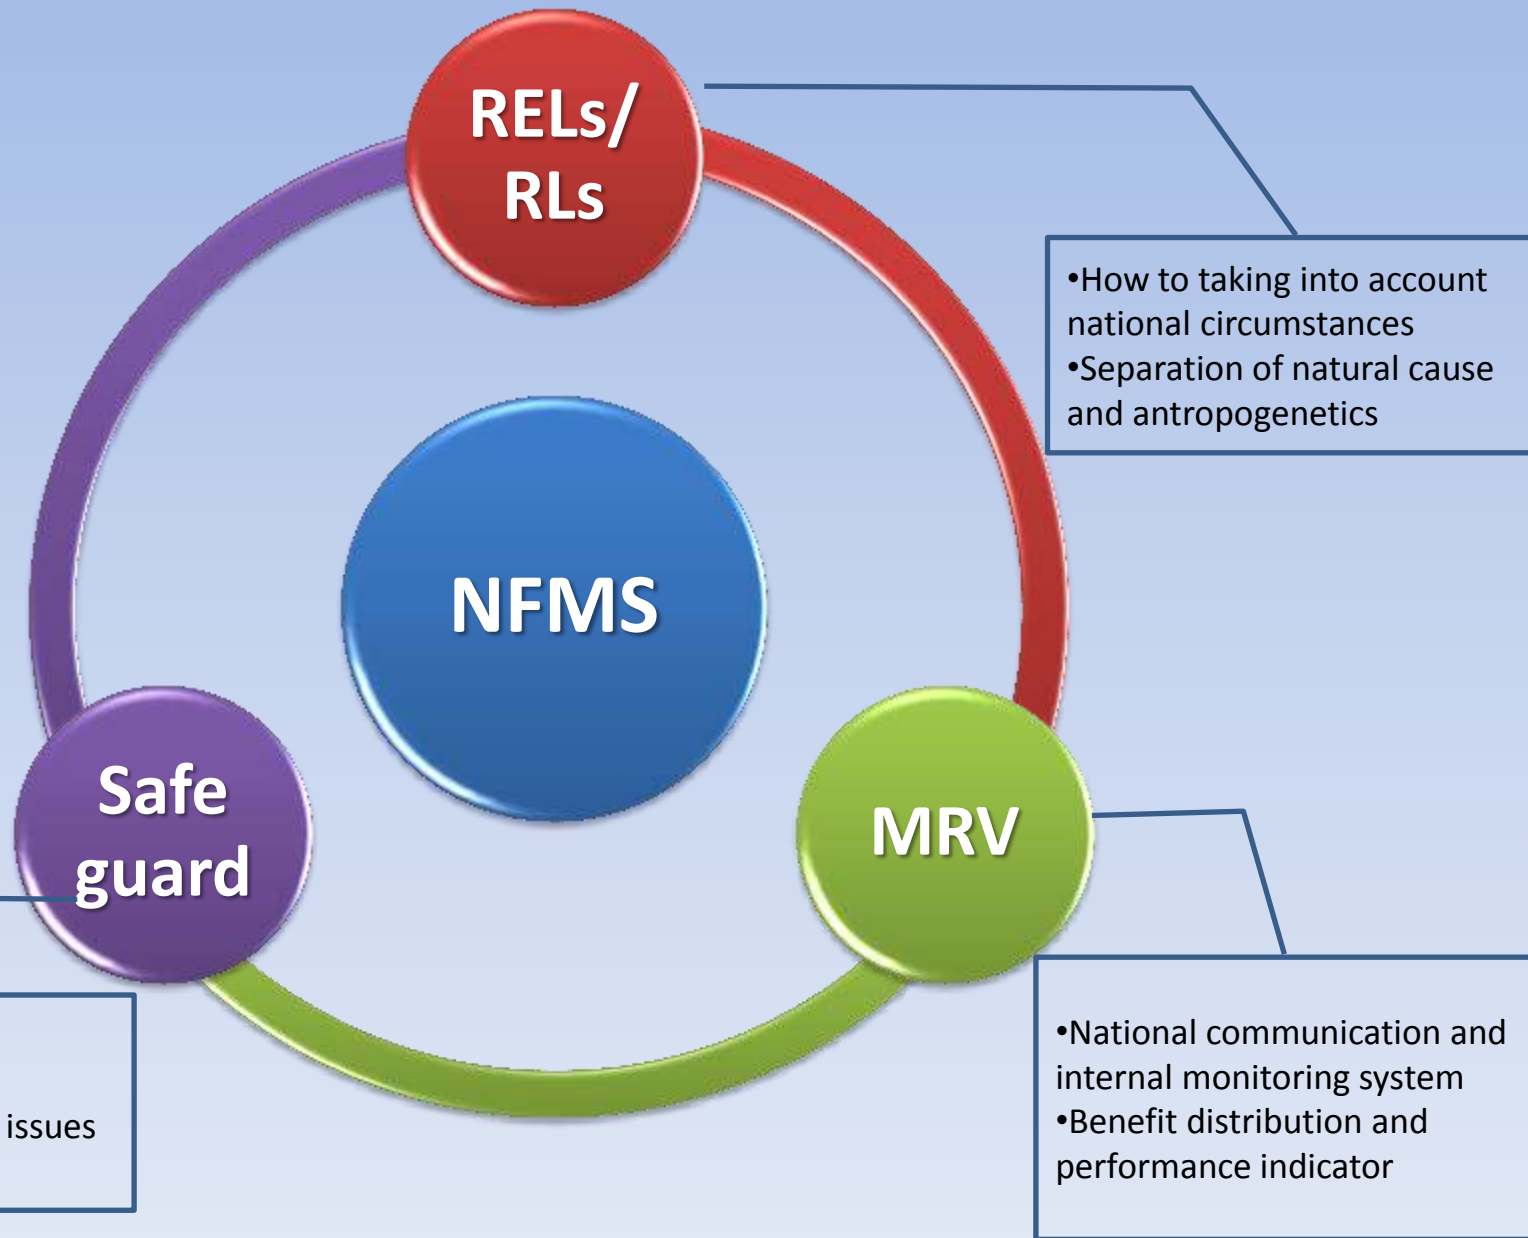 RELs/
RLs
•How to taking into account
national circumstances
•Separation of natural cause
and antropogenetics
NFMS
Safe
guard
MRV
issues
•National communication and
internal monitoring system
•Benefit distribution and
performance indicator